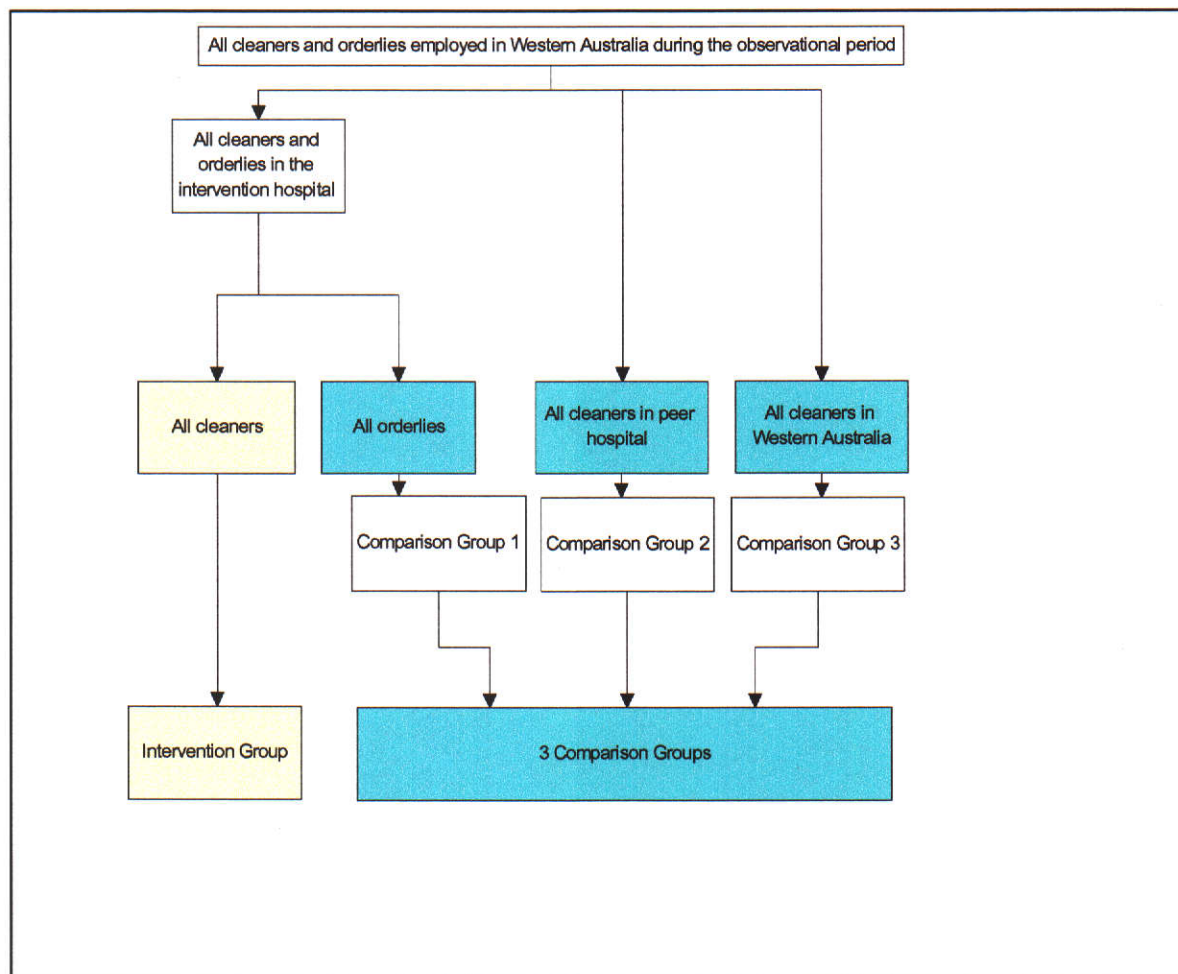 All cleaners and orderlies employed in Western Australia during the observational period
All cleaners and
orderlies in the
intervention hospital
All cleaners
All orderlies
All cleaners in peer
hospital
All cleaners in
Western Australia
Comparison Group 1
Comparison Group 2
Comparison Group 3
Intervention Group
3 Comparison Groups